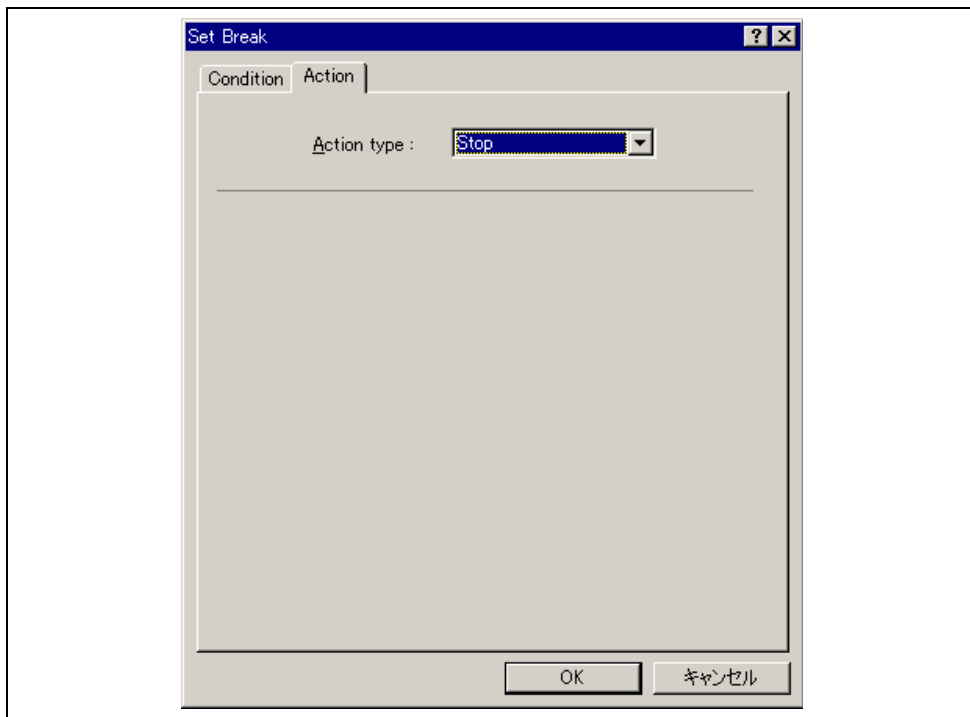 Set Break
Condition Action
Action type : Stop
OK キャンセル